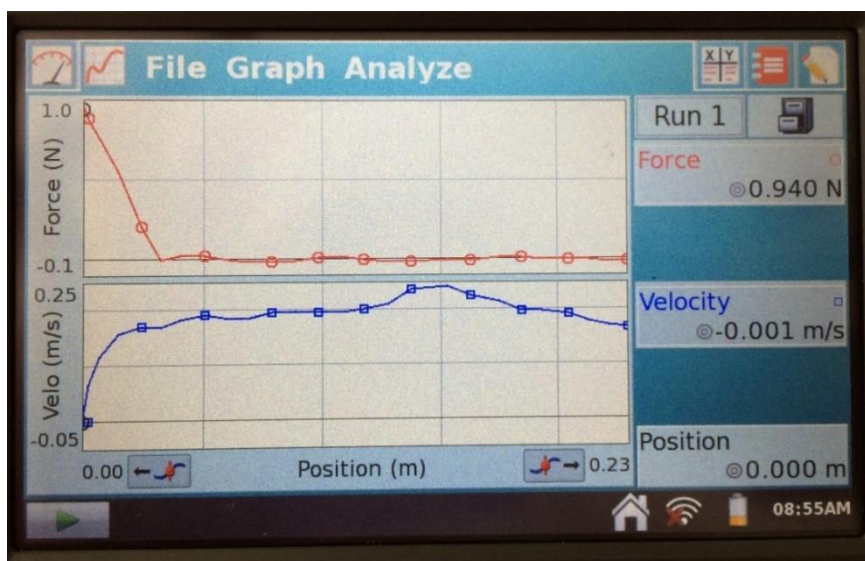 File Graph Analyze
X Y
1.0
Force (N)
-0.1
0.25
Velo (m/s)
-0.05
0.00
Position (m)
0.23
Run 1
Force
0.940 N
Velocity
-0.001 m/s
Position
0.000 m
08:55AM